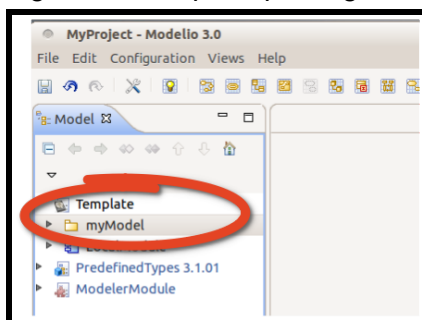 MyProject - Modelio 3.0
File Edit Configuration Views Help
Model
Template
myModel
PredefinedTypes 3.1.01
ModelerModule